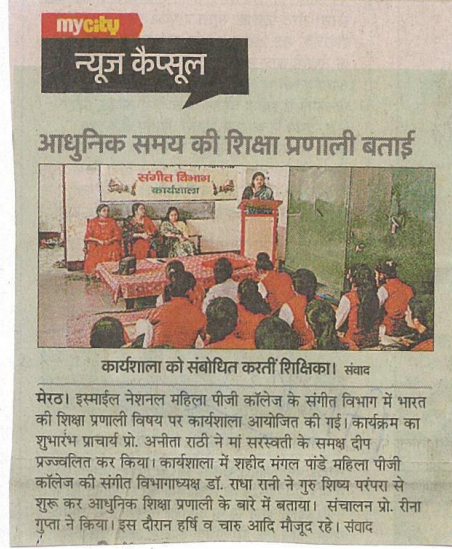 mycity
न्यूज कैप्सूल
आधुनिक समय की शिक्षा प्रणाली बताई
संगीत विभाग
कार्यशाला
कार्यशाला को संबोधित करतीं शिक्षिका। संवाद
मेरठ। इस्माईल नेशनल महिला पीजी कॉलेज के संगीत विभाग में भारत
की शिक्षा प्रणाली विषय पर कार्यशाला आयोजित की गई। कार्यक्रम का
शुभारंभ प्राचार्य प्रो. अनीता राठी ने मां सरस्वती के समक्ष दीप
प्रज्ज्वलित कर किया। कार्यशाला में शहीद मंगल पांडे महिला पीजी
कॉलेज की संगीत विभागाध्यक्ष डॉ. राधा रानी ने गुरु शिष्य परंपरा से
शुरू कर आधुनिक शिक्षा प्रणाली के बारे में बताया। संचालन प्रो. रीना
गुप्ता ने किया। इस दौरान हर्षि व चारु आदि मौजूद रहे। संवाद